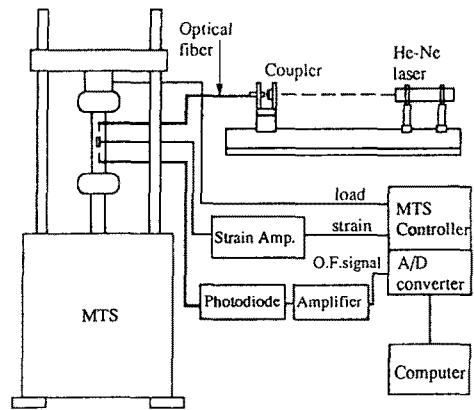 Optical
fiber
Coupler
He-Ne
laser
load
MTS
Controller
strain
Strain Amp.
O.F.signal
A/D
converter
MTS
Photodiode
Amplifier
Computer